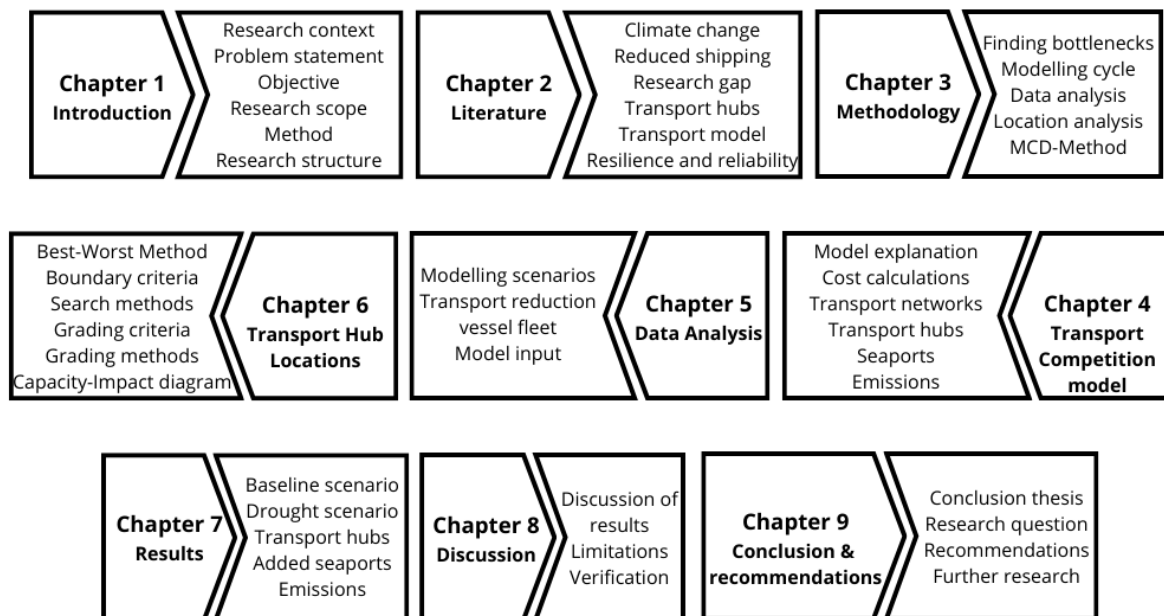 Chapter 1
Introduction
Research context
Problem statement
Objective
Research scope
Method
Research structure
Chapter 2
Literature
Climate change
Reduced shipping
Research gap
Transport hubs
Transport model
Resilience and reliability
Chapter 3
Methodology
Finding bottlenecks
Modelling cycle
Data analysis
Location analysis
MCD-Method
Model explanation
Cost calculations
Transport networks
Transport hubs
Seaports
Emissions
Chapter 4
Transport
Competition
model
Modelling scenarios
Transport reduction
vessel fleet
Model input
Chapter 5
Data Analysis
Best-Worst Method
Boundary criteria
Search methods
Grading criteria
Grading methods
Capacity-Impact diagram
Chapter 6
Transport Hub
Locations
Chapter 7
Results
Baseline scenario
Drought scenario
Transport hubs
Added seaports
Emissions
Chapter 8
Discussion
Discussion of
results
Limitations
Verification
Chapter 9
Conclusion &
recommendations
Conclusion thesis
Research question
Recommendations
Further research